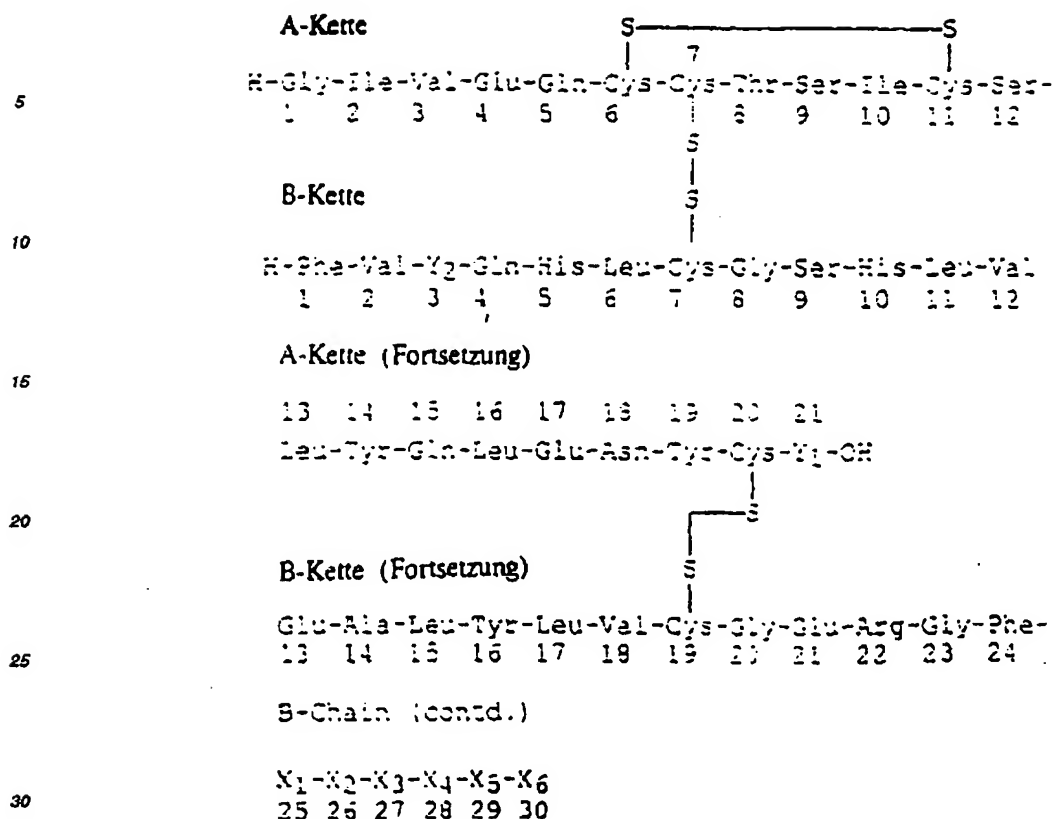 A-Kette
S S
7
H-Gly-Ile-Val-Glu-Gln-Cys-Cys-Thr-Ser-Ile-Cys-Ser-
5
1 2 3 4 5 6 8 9 10 11 12
S
B-Kette
S
10
H-Phe-Val-Y2-Gln-His-Leu-Cys-Gly-Ser-His-Leu-Val
1 2 3 4 5 6 7 8 9 10 11 12
A-Kette (Fortsetzung)
15
13 14 15 16 17 18 19 20 21
Leu-Tyr-Gln-Leu-Glu-Asn-Tyr-Cys-Y1-OH
20
S
B-Kette (Fortsetzung)
S
Glu-Ala-Leu-Tyr-Leu-Val-Cys-Gly-Glu-Arg-Gly-Phe-
25
13 14 15 16 17 18 19 20 21 22 23 24
B-Chain (contd.)
X1-X2-X3-X4-X5-X6
30
25 26 27 28 29 30